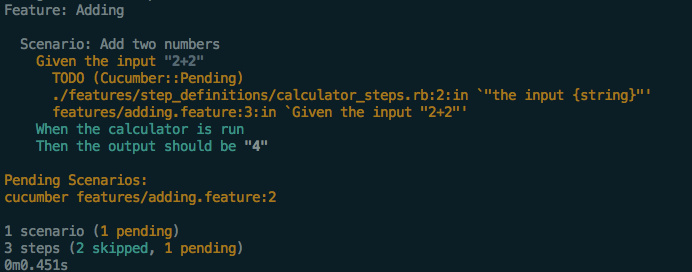 Feature: Adding
Scenario: Add two numbers
Given the input "2+2"
TODO (Cucumber::Pending)
./features/step_definitions/calculator_steps.rb:2:in `"the input {string}"'
features/adding.feature:3:in `Given the input "2+2"'
When the calculator is run
Then the output should be "4"
Pending Scenarios:
cucumber features/adding.feature:2
1 scenario (1 pending)
3 steps (2 skipped, 1 pending)
0m0.451s